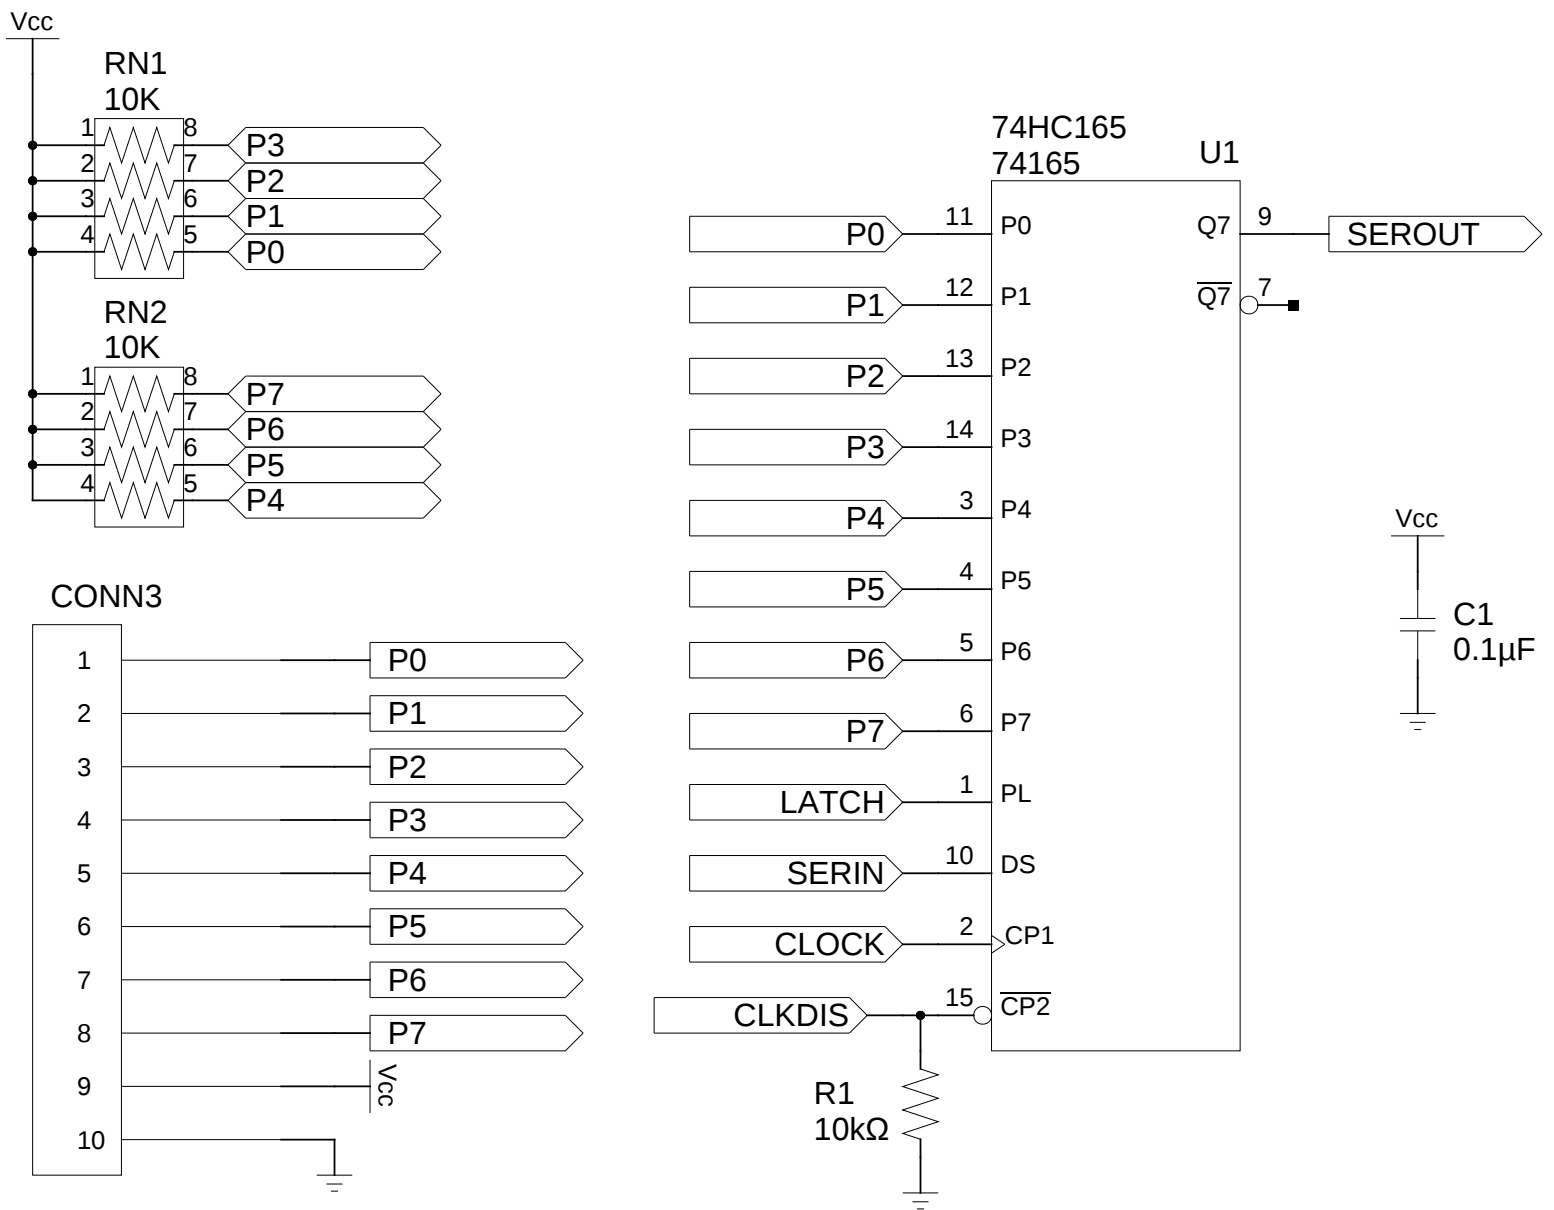 Vcc
RN1
10K
1 8 P3
2 7 P2
3 6 P1
4 5 P0
RN2
10K
1 8 P7
2 7 P6
3 6 P5
4 5 P4
CONN3
1 P0
2 P1
3 P2
4 P3
5 P4
6 P5
7 P6
8 P7
9 Vcc
10
74HC165
74165
U1
P0 11 P0
P1 12 P1
P2 13 P2
P3 14 P3
P4 3 P4
P5 4 P5
P6 5 P6
P7 6 P7
LATCH 1 PL
SERIN 10 DS
CLOCK 2 CP1
CLKDIS 15 CP2
R1
10kΩ
Q7 9 SEROUT
Q7 7
Vcc
C1
0.1µF